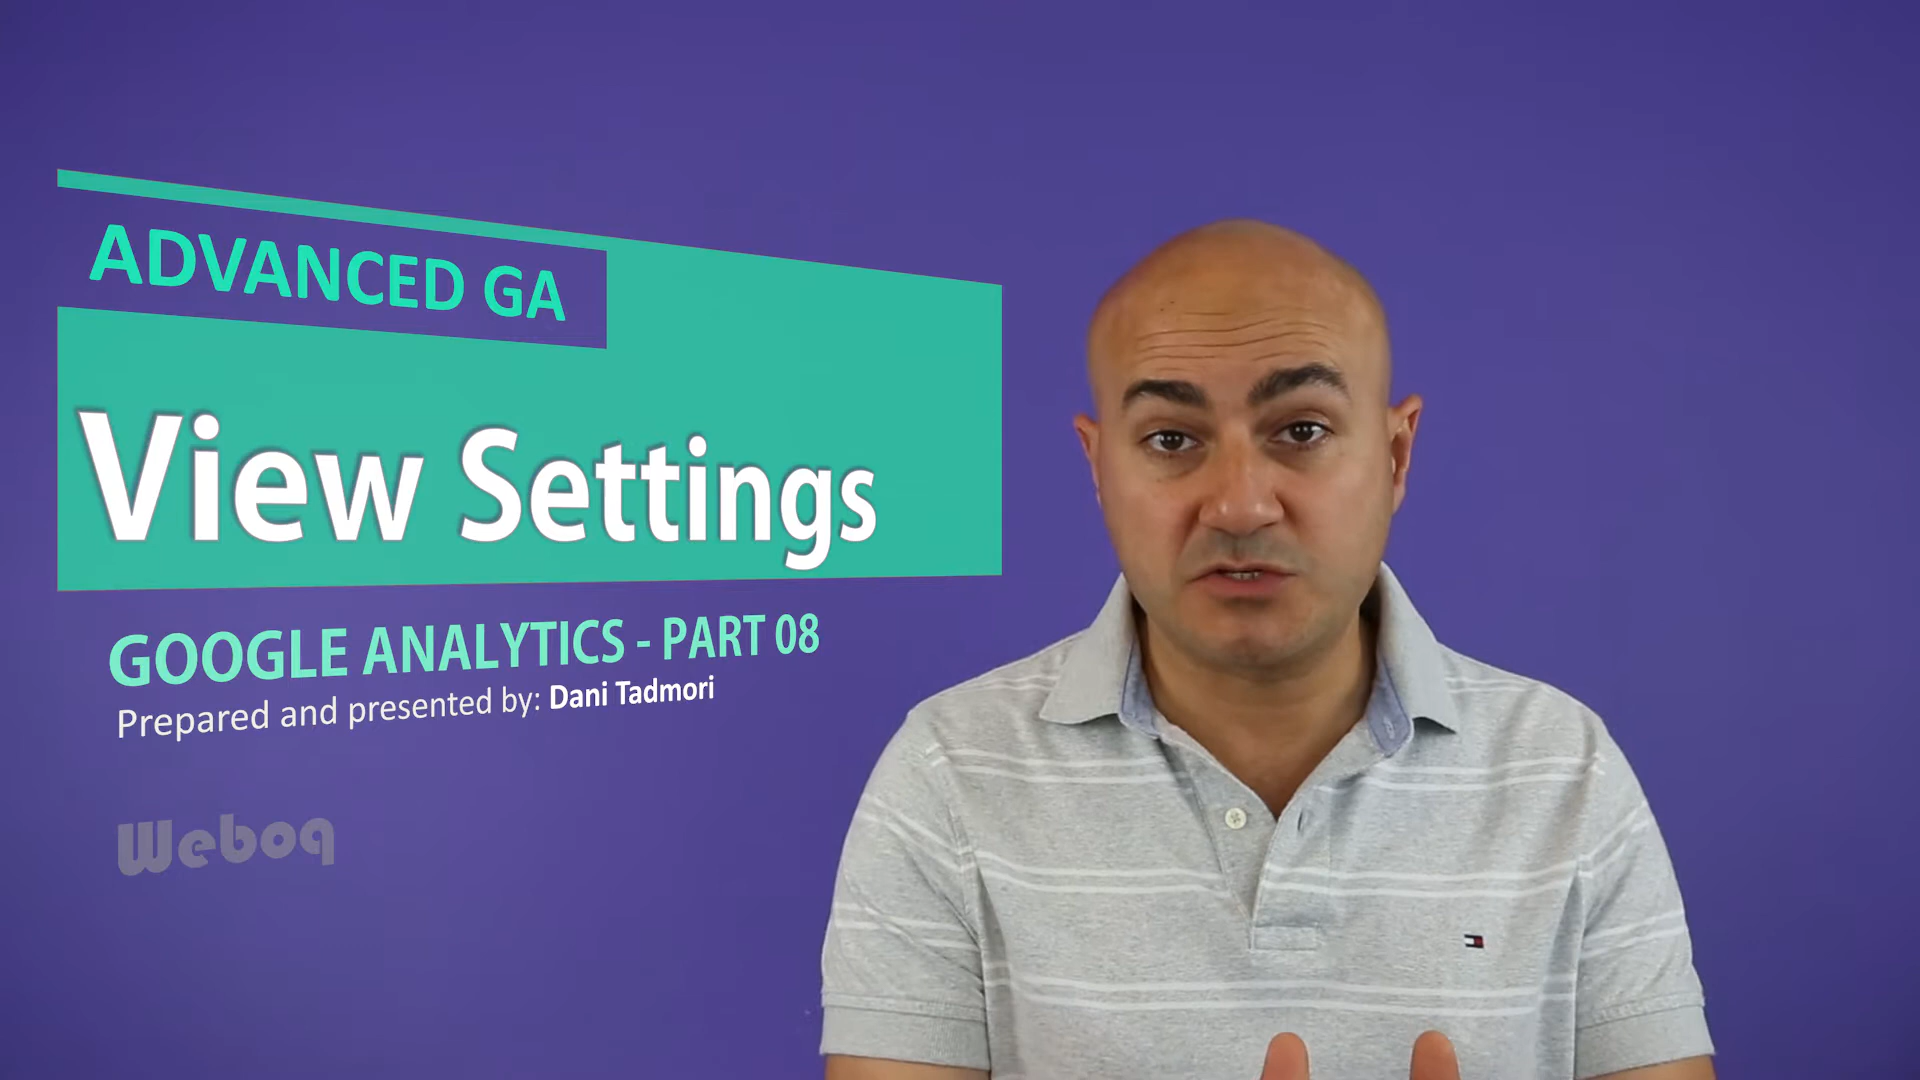 ADVANCED GA
View Settings
GOOGLE ANALYTICS - PART 08
Prepared and presented by: Dani Tadmori
Weboq